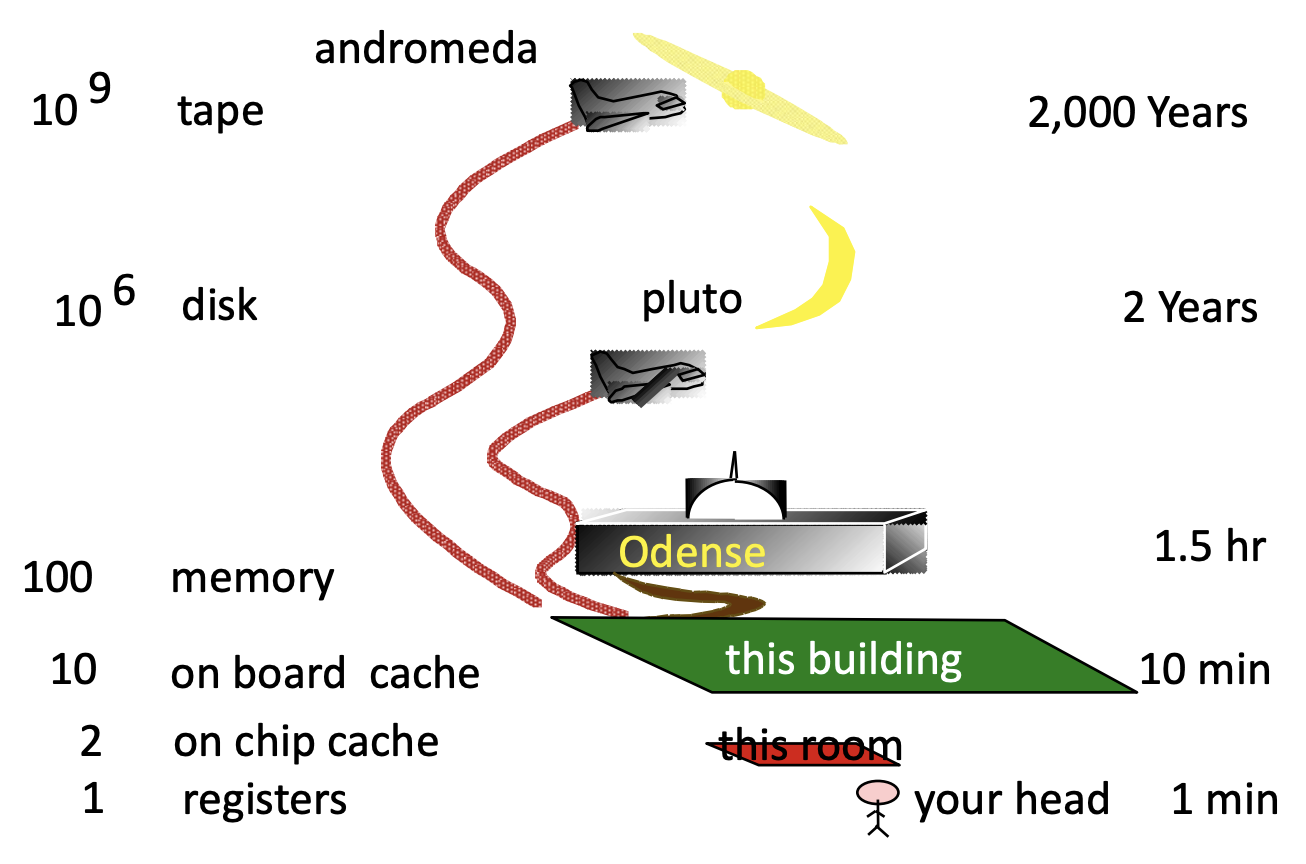 andromeda
10 9 tape 2,000 Years
10 6 disk pluto 2 Years
Odense 1.5 hr
100 memory
10 on board cache this building 10 min
2 on chip cache this room
1 registers your head 1 min